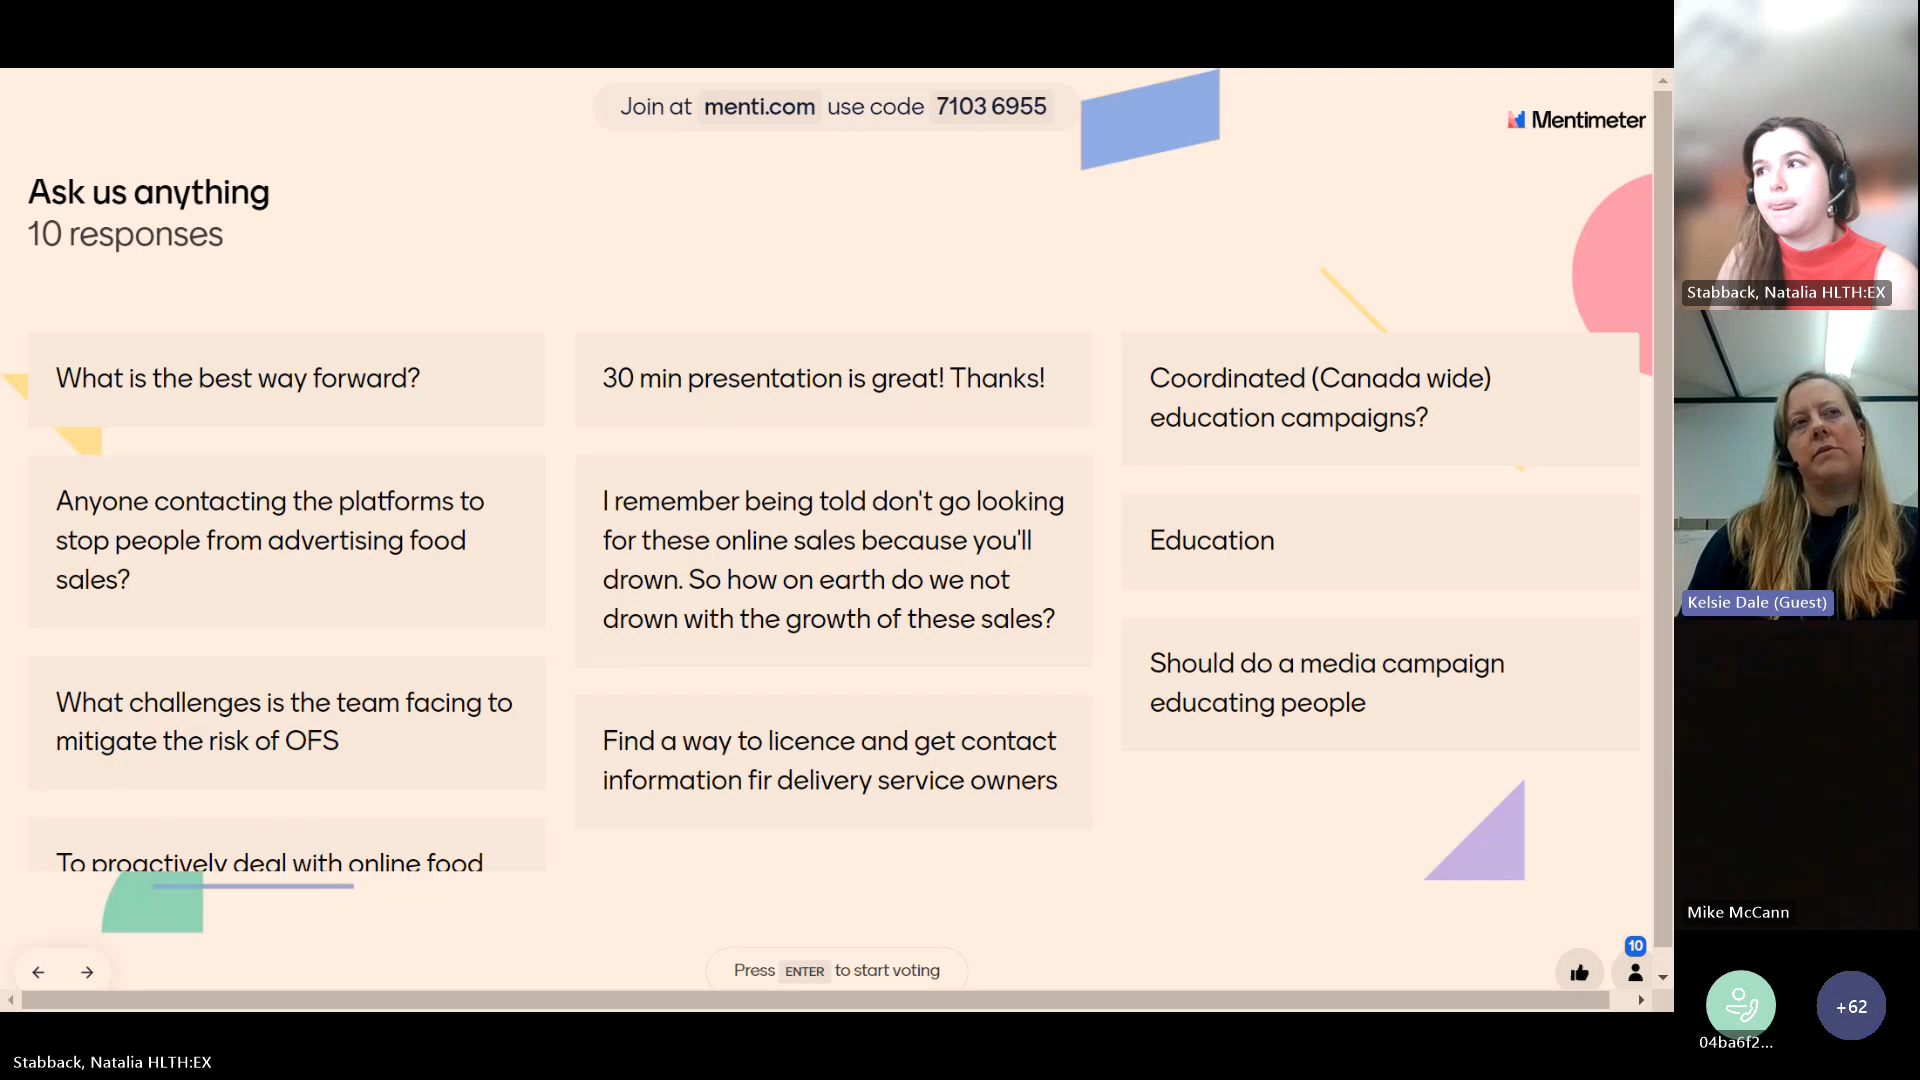 Join at menti.com use code 7103 6955
Mentimeter
Ask us anything
10 responses
What is the best way forward?
Anyone contacting the platforms to
stop people from advertising food
sales?
What challenges is the team facing to
mitigate the risk of OFS
To proactively deal with online food
30 min presentation is great! Thanks!
I remember being told don't go looking
for these online sales because you'll
drown. So how on earth do we not
drown with the growth of these sales?
Find a way to licence and get contact
information fir delivery service owners
Coordinated (Canada wide)
education campaigns?
Education
Should do a media campaign
educating people
Press ENTER to start voting
10
Stabback, Natalia HLTH:EX
Kelsie Dale (Guest)
Mike McCann
04ba6f2...
+62
Stabback, Natalia HLTH:EX